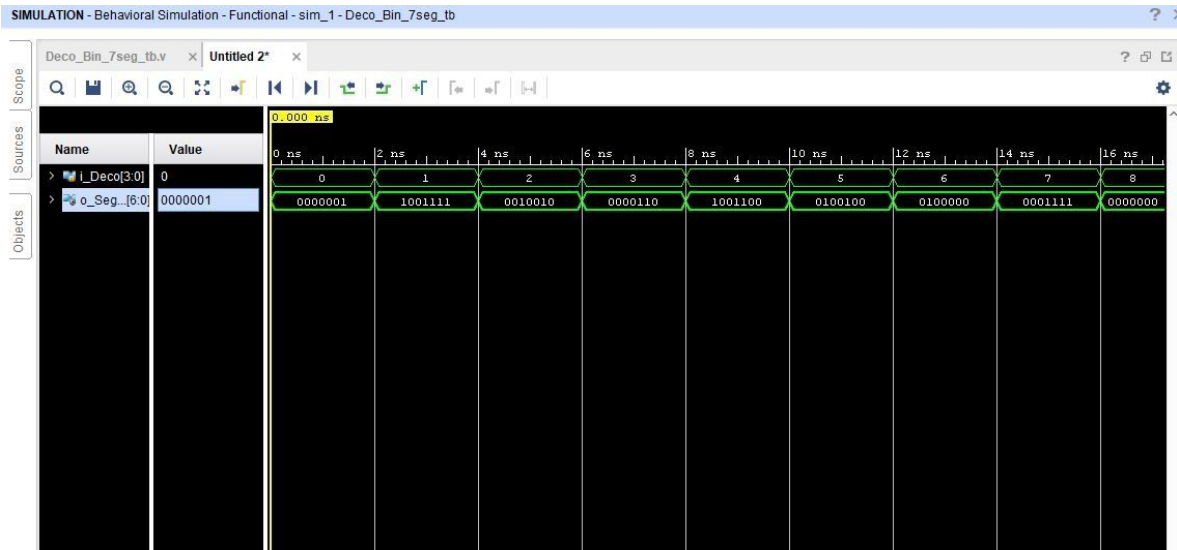 SIMULATION - Behavioral Simulation - Functional - sim_1 - Deco_Bin_7seg_tb ?
Deco_Bin_7seg_tb.v × Untitled 2* × ?
Scope
Sources
Objects
0.000 ns
Name Value
0 ns 2 ns 4 ns 6 ns 8 ns 10 ns 12 ns 14 ns 16 ns
> i_Deco[3:0] 0 0 1 2 3 4 5 6 7 8
> o_Seg...[6:0] 0000001 0000001 1001111 0010010 0000110 1001100 0100100 0100000 0001111 0000000